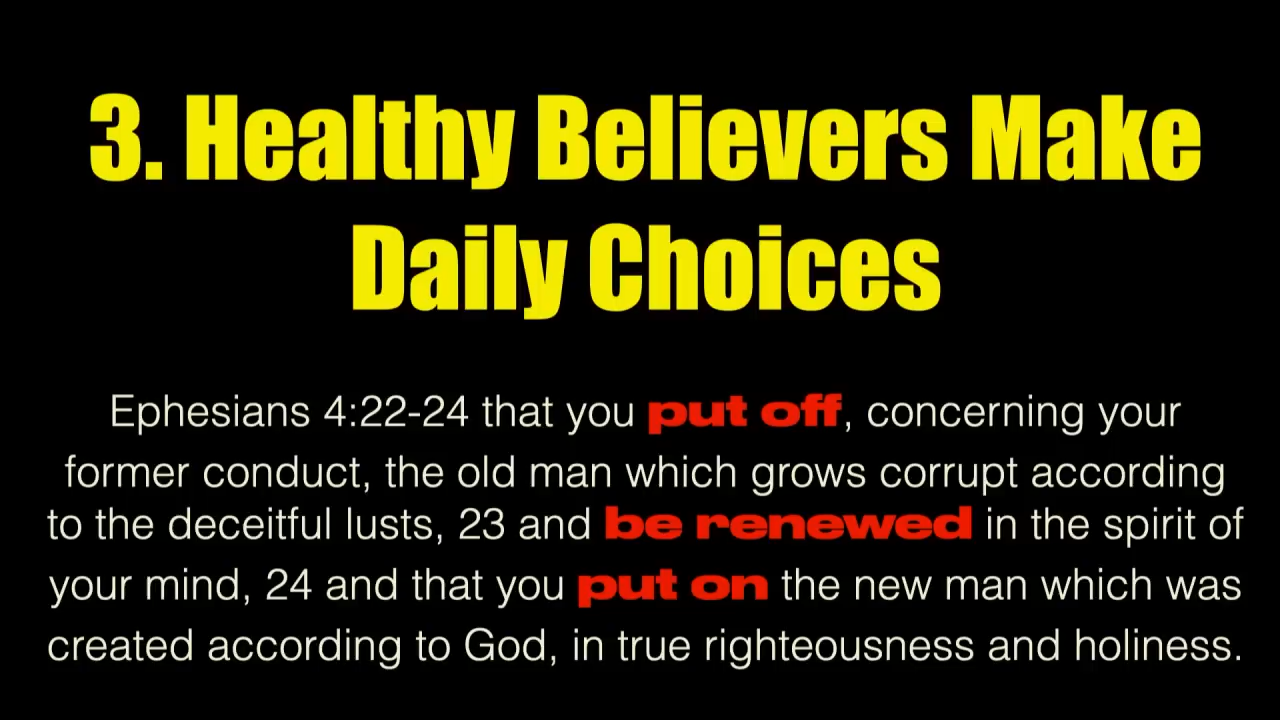 3. Healthy Believers Make
Daily Choices
Ephesians 4:22-24 that you put off, concerning your
former conduct, the old man which grows corrupt according
to the deceitful lusts, 23 and be renewed in the spirit of
your mind, 24 and that you put on the new man which was
created according to God, in true righteousness and holiness.